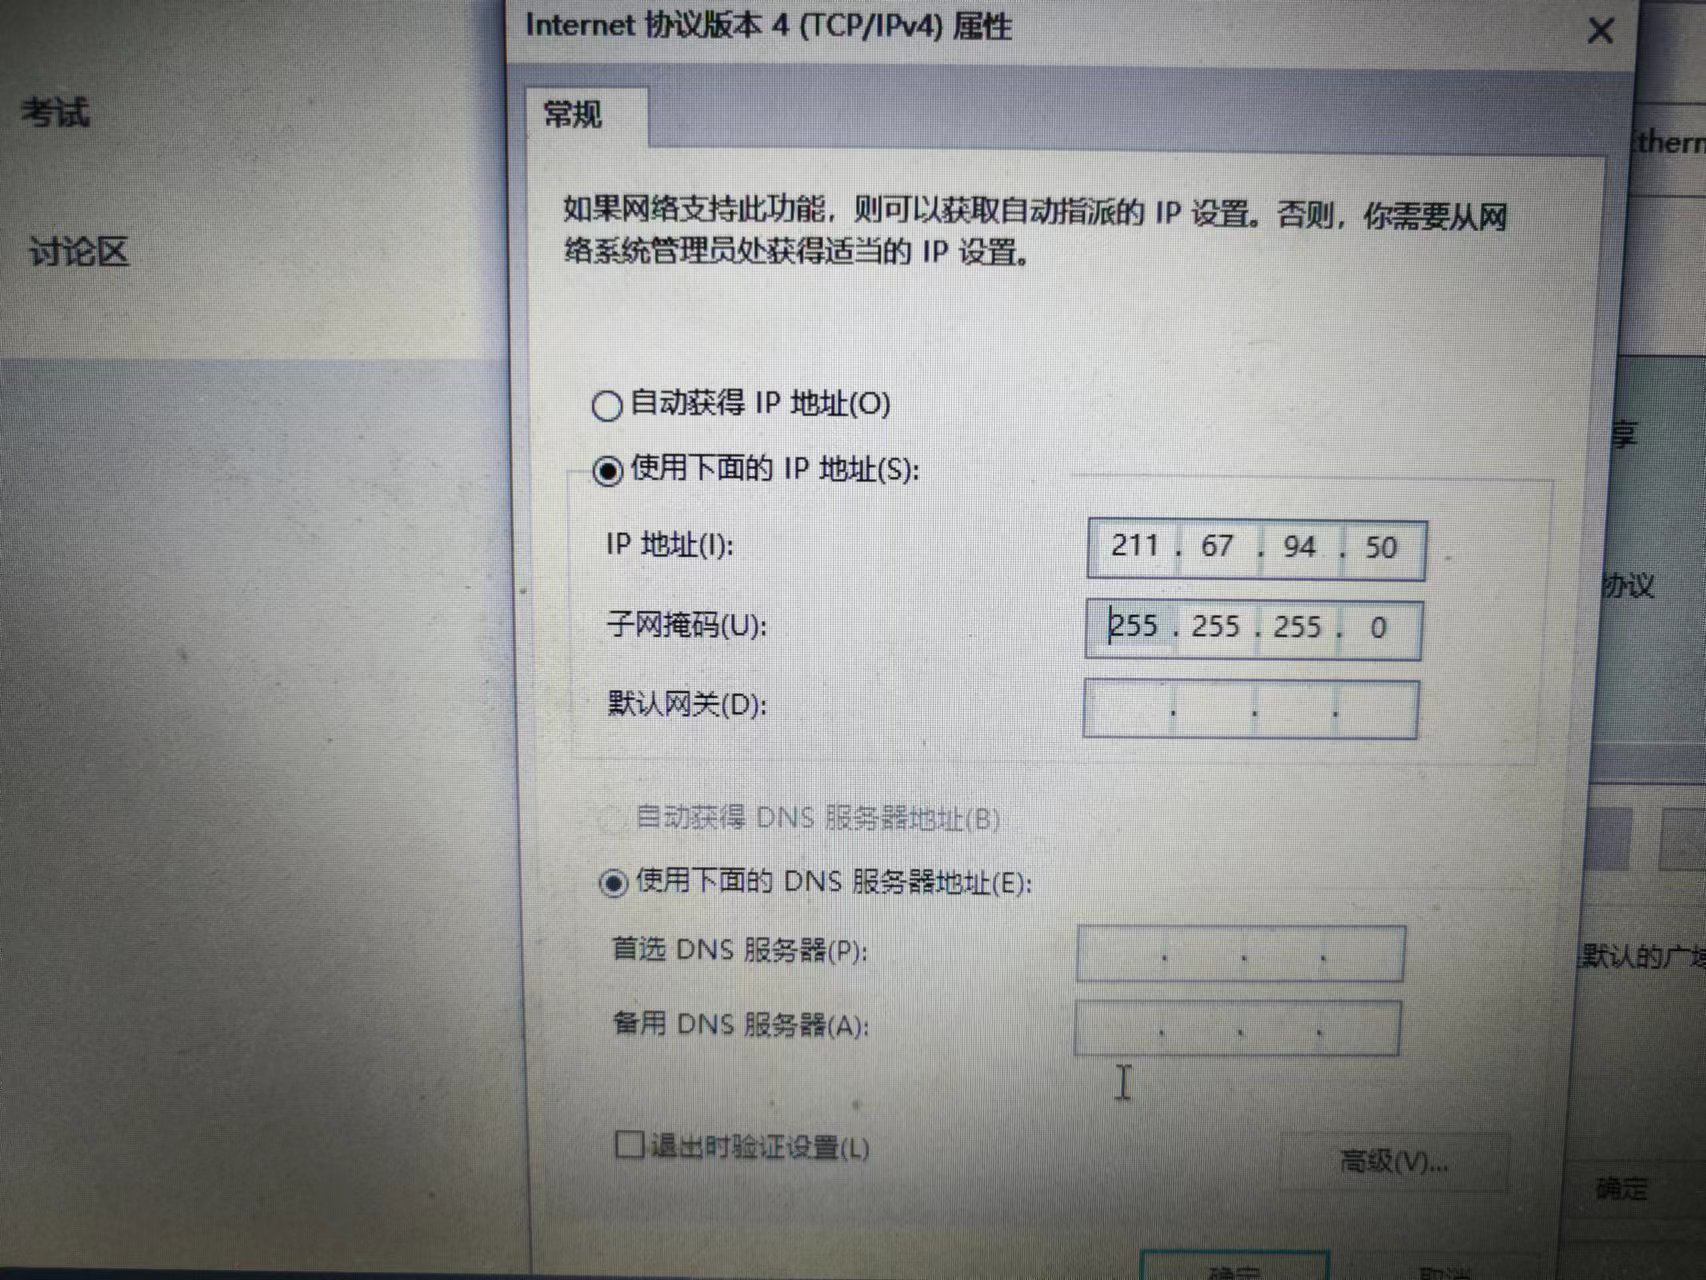 Internet 协议版本 4 (TCP/IPv4) 属性
考试
讨论区
常规
如果网络支持此功能，则可以获取自动指派的 IP 设置。否则，你需要从网
络系统管理员处获得适当的 IP 设置。
自动获得 IP 地址(O)
使用下面的 IP 地址(S):
IP 地址(I):
211 . 67 . 94 . 50
子网掩码(U):
255 . 255 . 255 . 0
默认网关(D):
. . .
自动获得 DNS 服务器地址(B)
使用下面的 DNS 服务器地址(E):
首选 DNS 服务器(P):
. . .
备用 DNS 服务器(A):
. . .
退出时验证设置(L)
高级(V)...
确定
取消
享
协议
默认的广域
确定